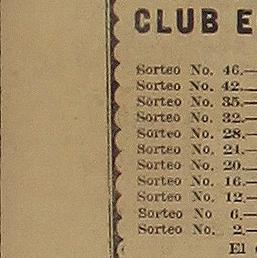 CLUB E
Sorteo No. 46.—
Sorteo No. 42.—
Sorteo No. 35.—
Sorteo No. 32.—
Sorteo No. 28.—
Sorteo No. 21.—
Sorteo No. 20.—
Sorteo No. 16.—
Sorteo No. 12.—
Sorteo No 6.—
Sorteo No. 2.—
El